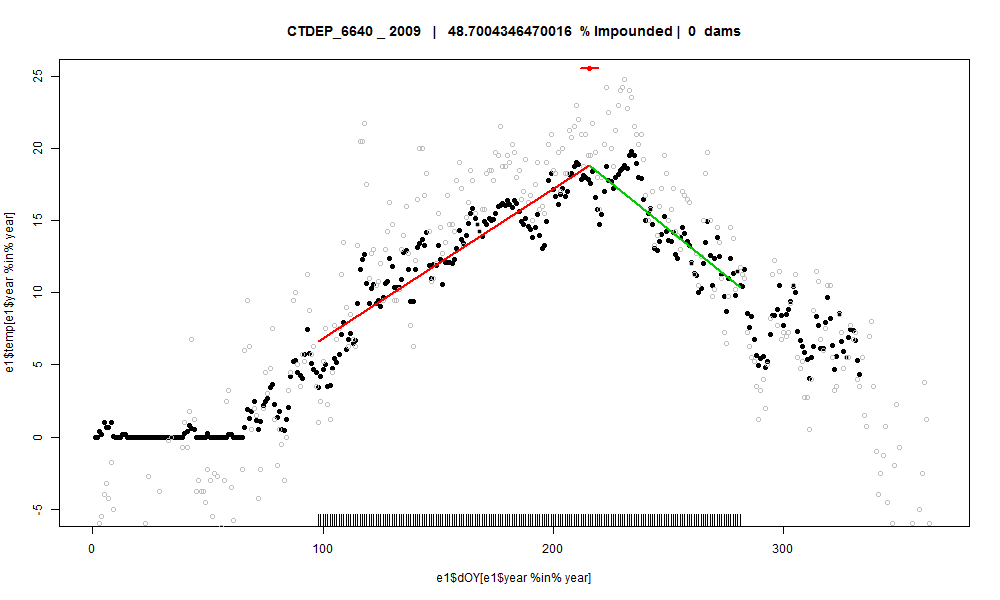 CTDEP_6640 _ 2009 | 48.7004346470016 % Impounded | 0 dams
e1$temp[e1$year %in% year]
25
20
15
10
5
0
-5
0 100 200 300
e1$dOY[e1$year %in% year]